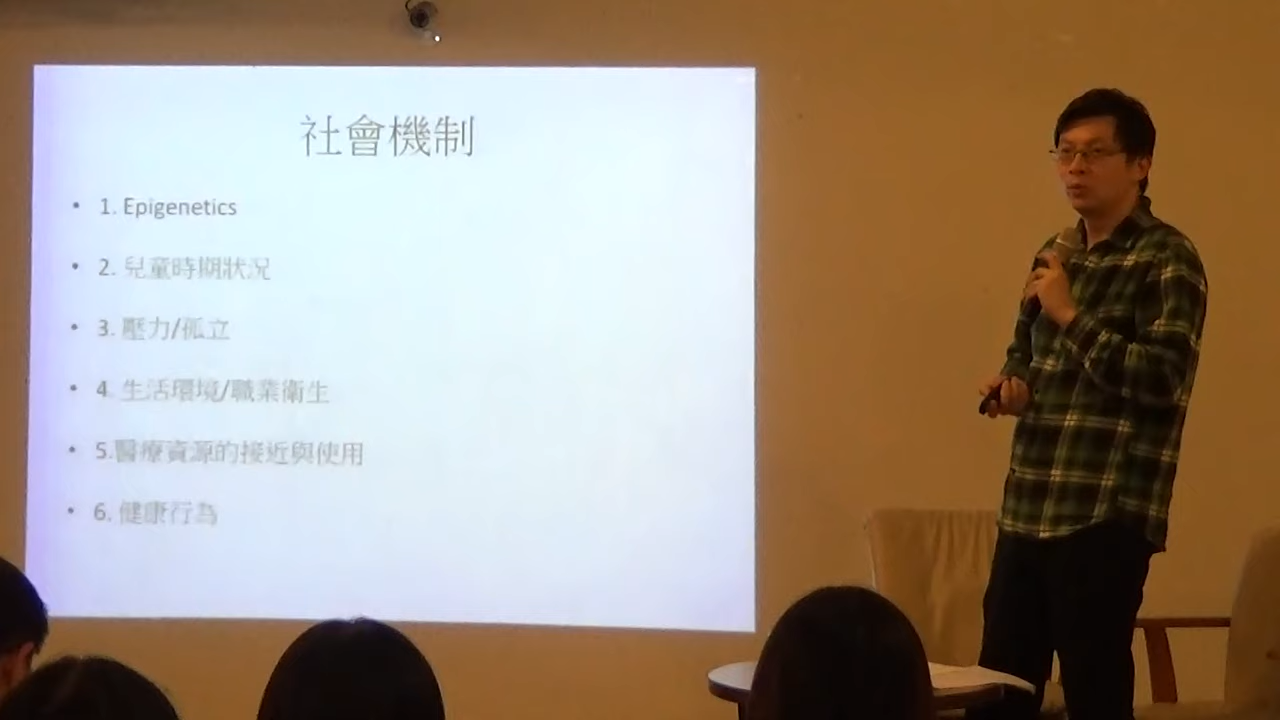 社會機制
• 1. Epigenetics
• 2. 兒童時期狀況
• 3. 壓力/孤立
• 4. 生活環境/職業衛生
• 5.醫療資源的接近與使用
• 6. 健康行為